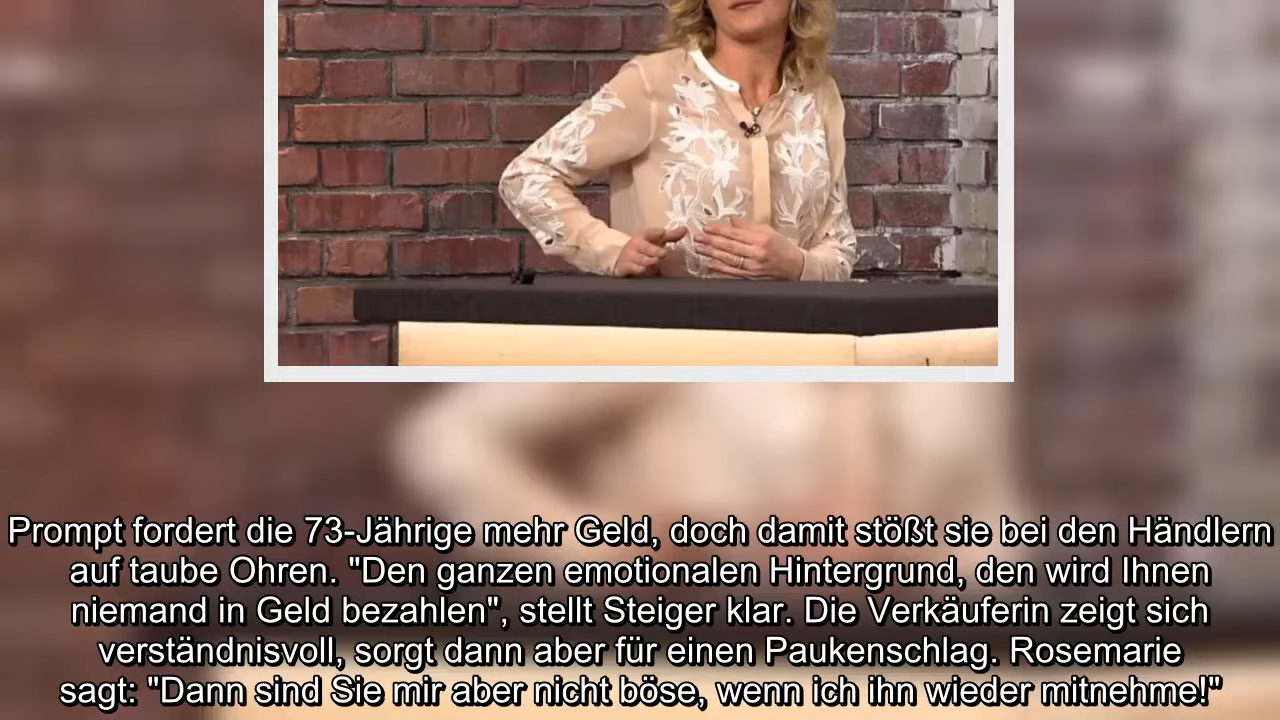 Prompt fordert die 73-Jährige mehr Geld, doch damit stößt sie bei den Händlern
auf taube Ohren. "Den ganzen emotionalen Hintergrund, den wird Ihnen
niemand in Geld bezahlen", stellt Steiger klar. Die Verkäuferin zeigt sich
verständnisvoll, sorgt dann aber für einen Paukenschlag. Rosemarie
sagt: "Dann sind Sie mir aber nicht böse, wenn ich ihn wieder mitnehme!"